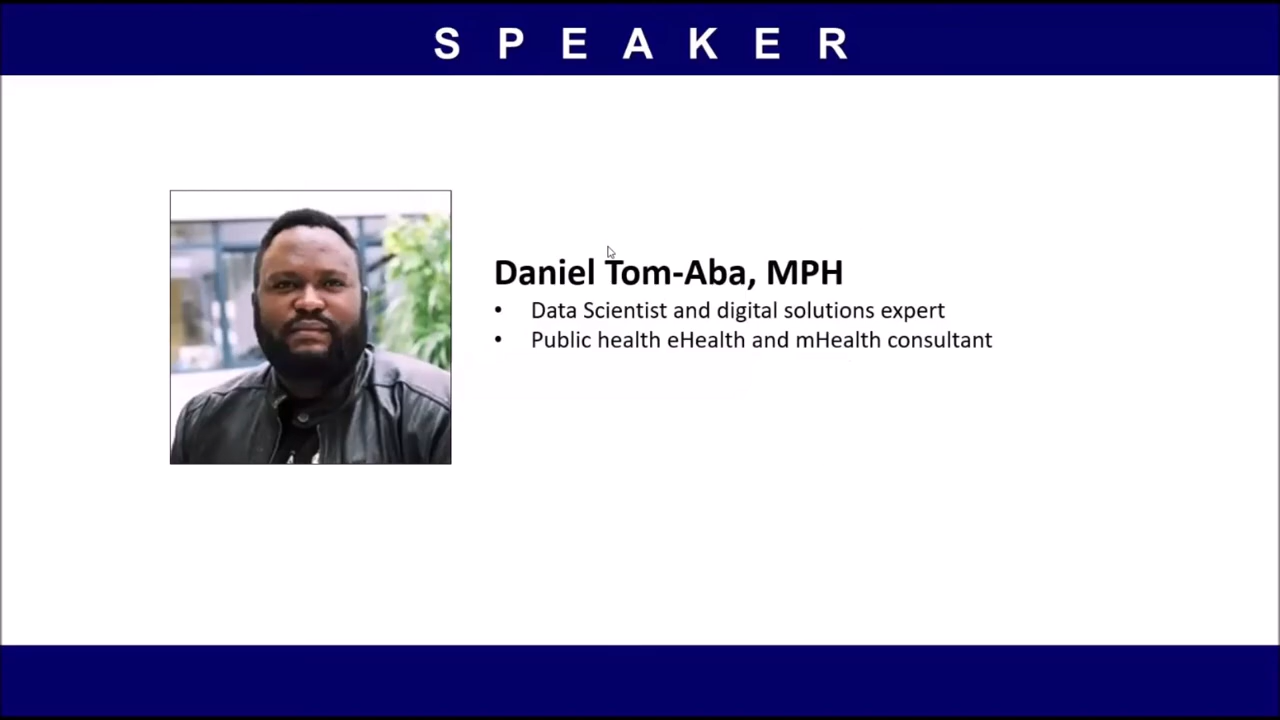 S P E A K E R
Daniel Tom-Aba, MPH
• Data Scientist and digital solutions expert
• Public health eHealth and mHealth consultant